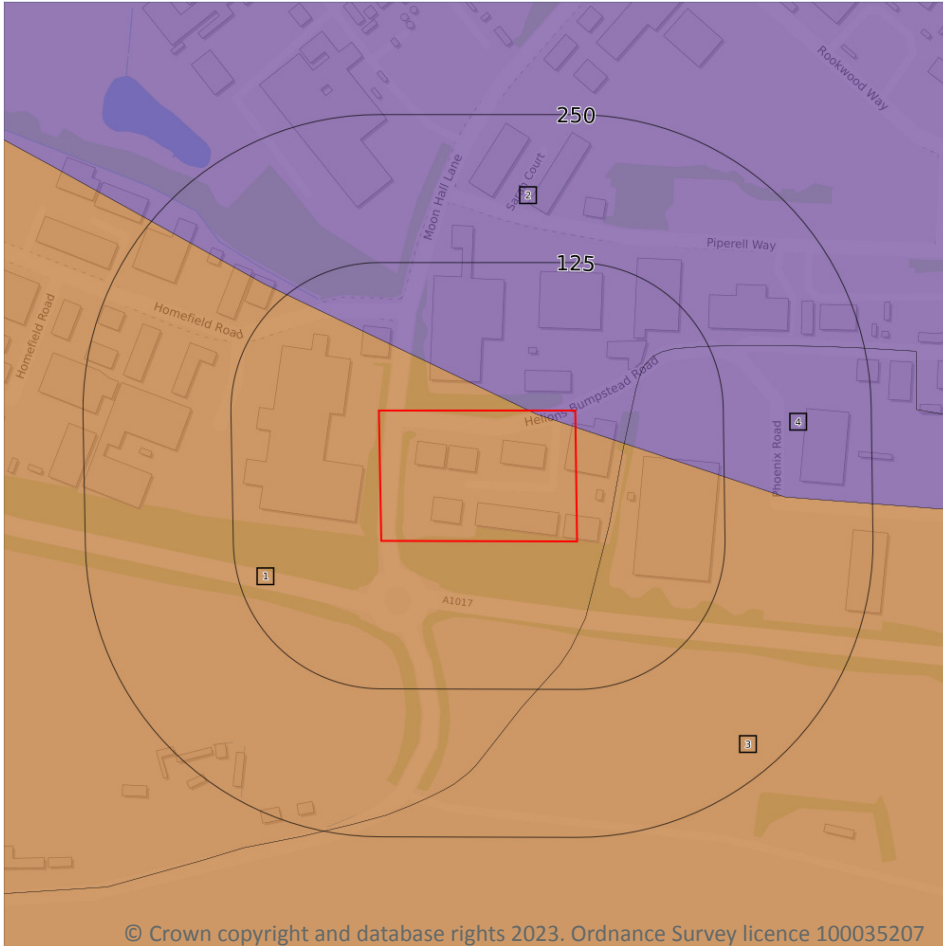 Rookwood Way
250
Moon Hall Lane
Court
2
Piperell Way
125
Homefield Road
Homefield Road
Helions Bumpstead Road
4
Phoenix Road
1
A1017
3
© Crown copyright and database rights 2023. Ordnance Survey licence 100035207